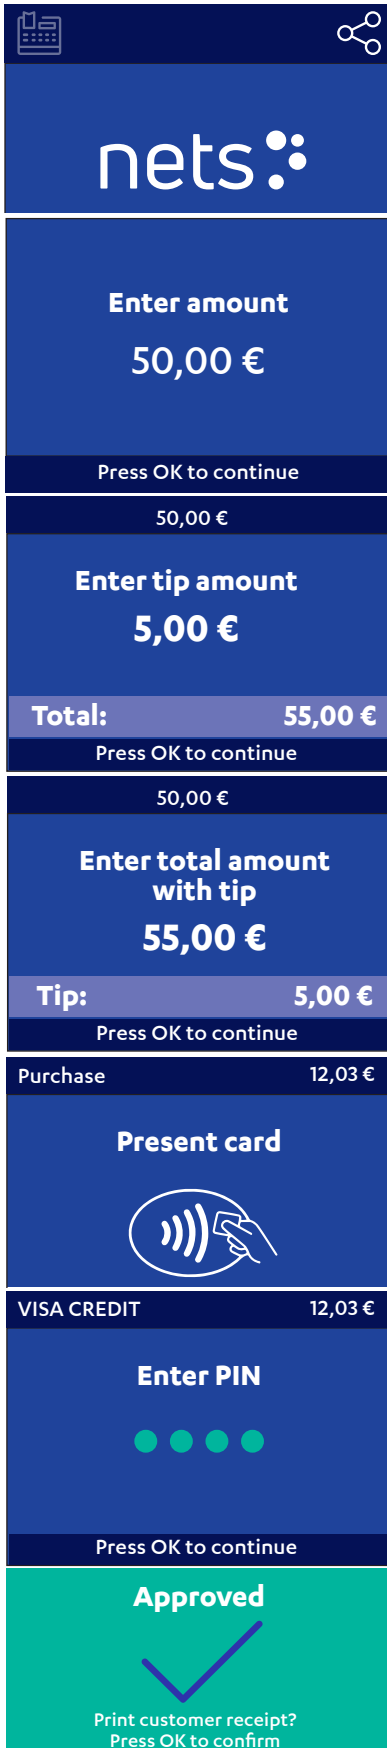 nets
Enter amount
50,00 €
Press OK to continue
50,00 €
Enter tip amount
5,00 €
Total: 55,00 €
Press OK to continue
50,00 €
Enter total amount
with tip
55,00 €
Tip: 5,00 €
Press OK to continue
Purchase 12,03 €
Present card
VISA CREDIT 12,03 €
Enter PIN
Press OK to continue
Approved
Print customer receipt?
Press OK to confirm